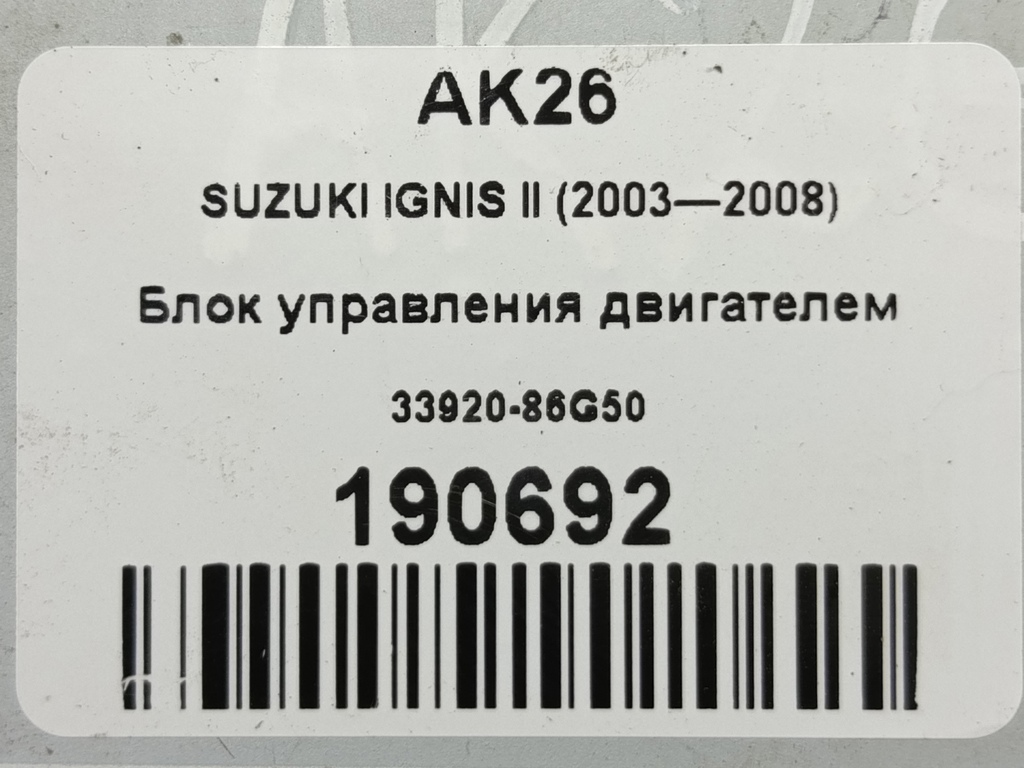 AK26
SUZUKI IGNIS II (2003—2008)
Блок управления двигателем
33920-86G50
190692